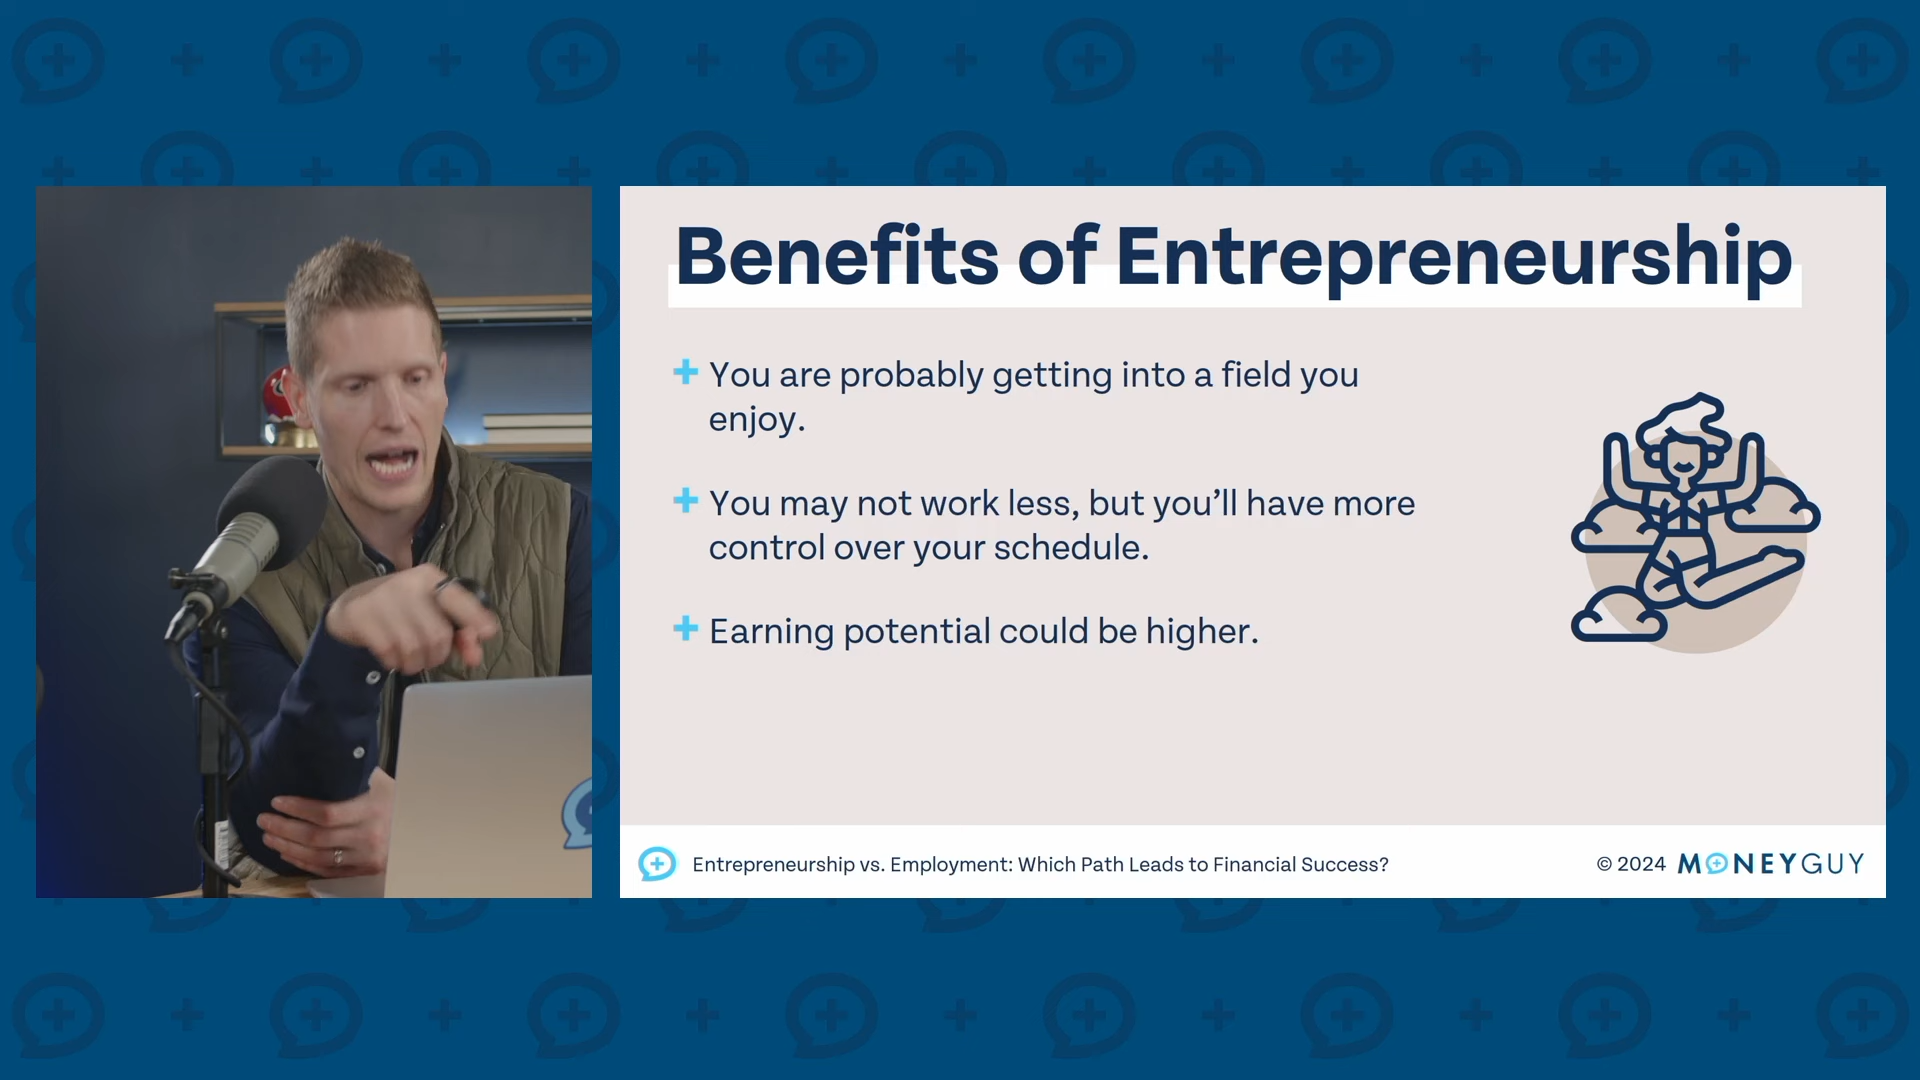 Benefits of Entrepreneurship
You are probably getting into a field you
enjoy.
You may not work less, but you’ll have more
control over your schedule.
Earning potential could be higher.
Entrepreneurship vs. Employment: Which Path Leads to Financial Success?
© 2024 MONEYGUY